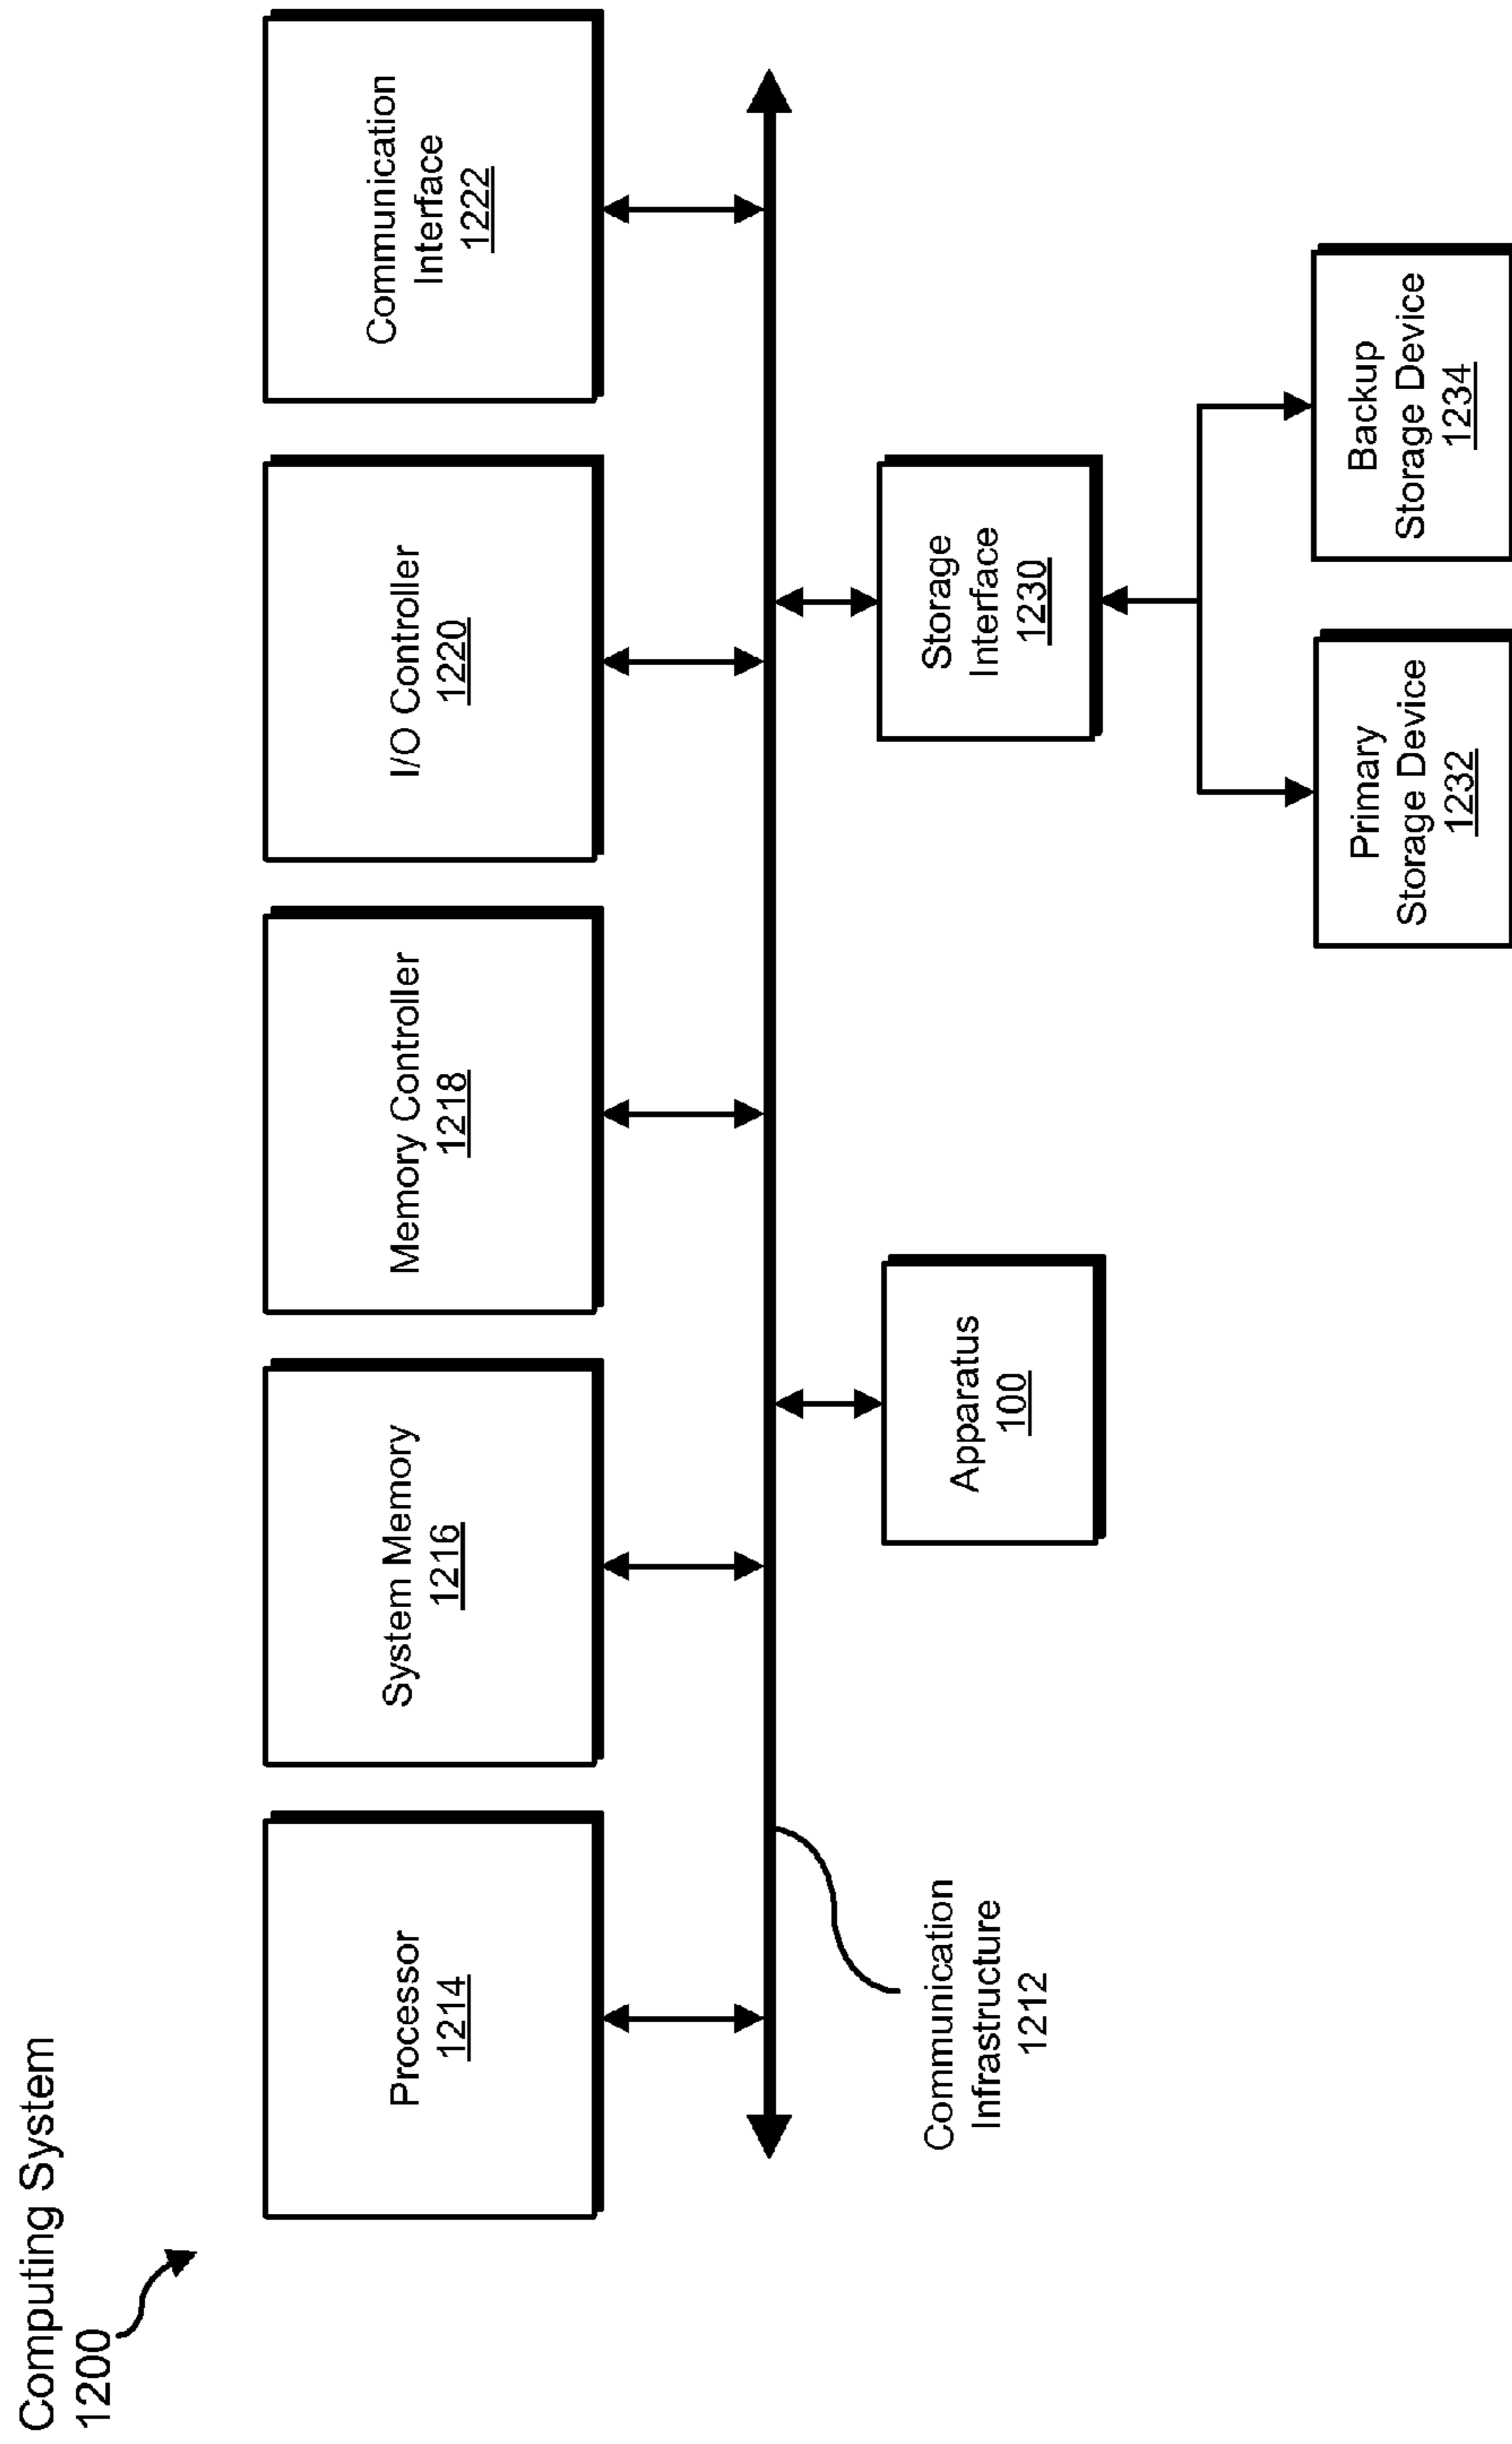 Computing System
1200
Processor
1214
System Memory
1216
Memory Controller
1218
I/O Controller
1220
Communication
Interface
1222
Communication
Infrastructure
1212
Apparatus
100
Storage
Interface
1230
Primary
Storage Device
1232
Backup
Storage Device
1234